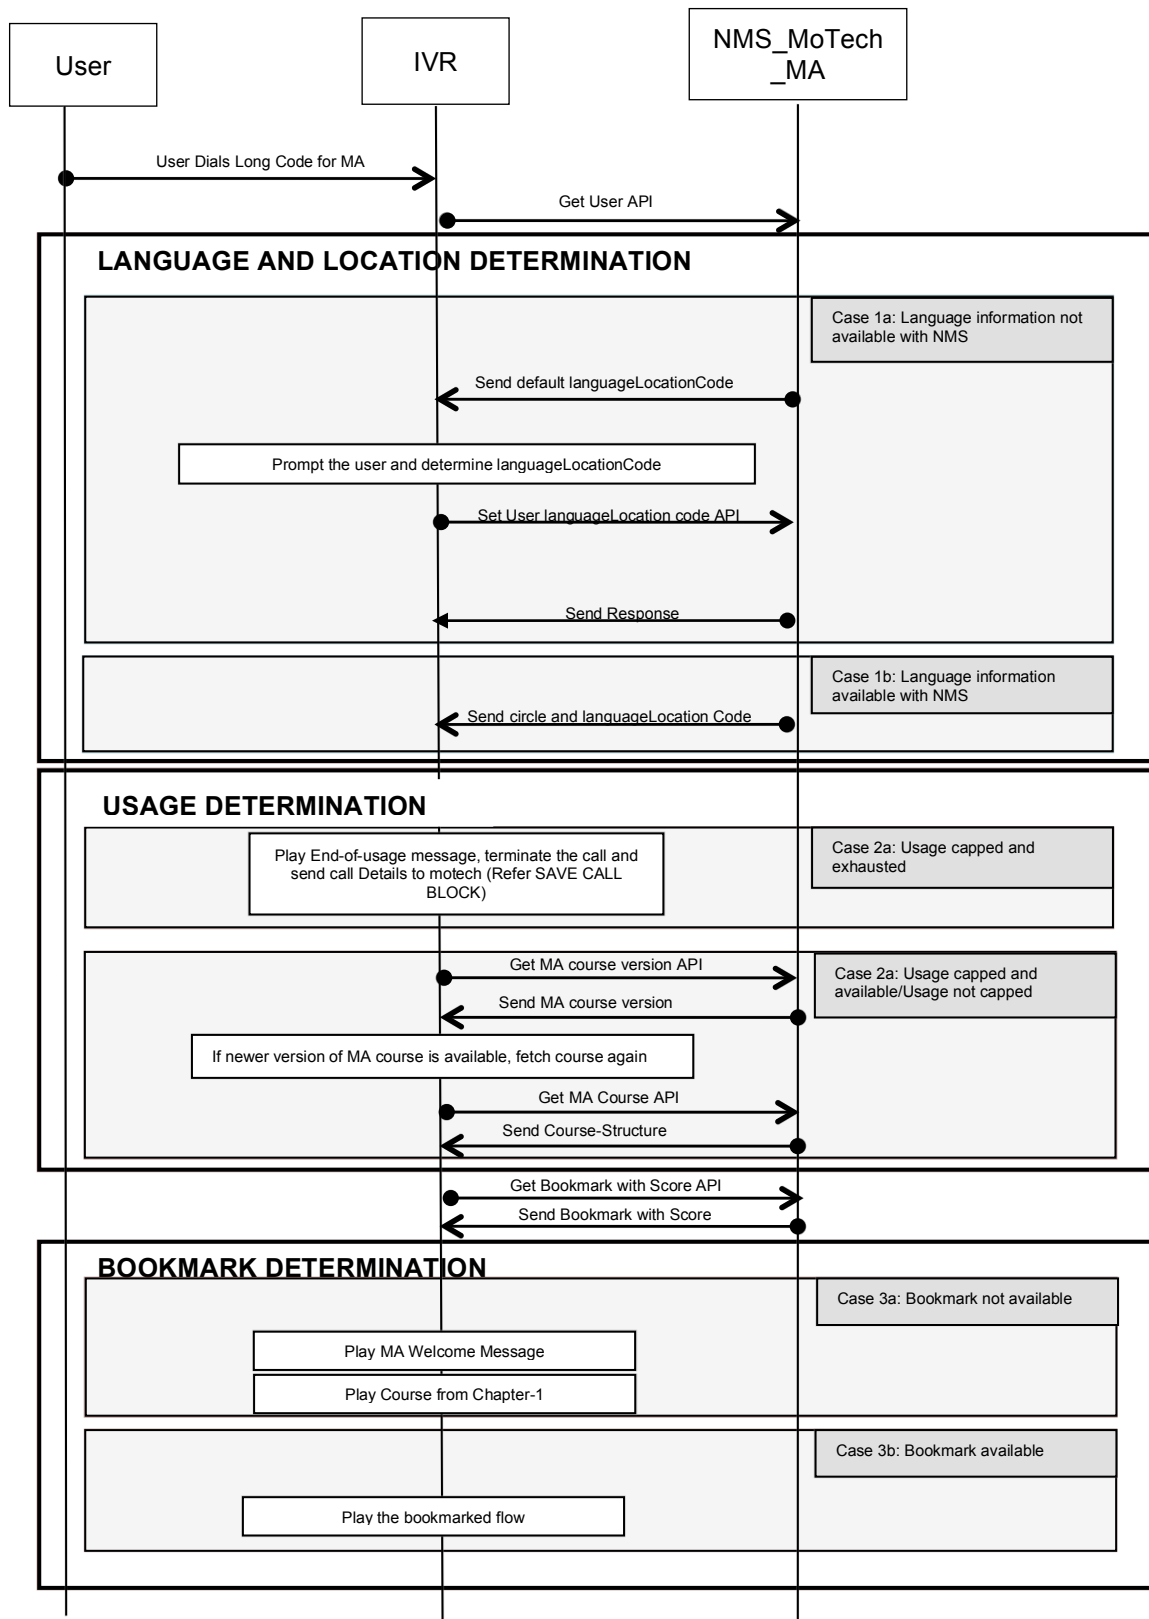 User
IVR
NMS_MoTech
_MA
User Dials Long Code for MA
Get User API
LANGUAGE AND LOCATION DETERMINATION
Case 1a: Language information not
available with NMS
Send default languageLocationCode
Prompt the user and determine languageLocationCode
Set User languageLocation code API
Send Response
Case 1b: Language information
available with NMS
Send circle and languageLocation Code
USAGE DETERMINATION
Case 2a: Usage capped and
exhausted
Play End-of-usage message, terminate the call and
send call Details to motech (Refer SAVE CALL
BLOCK)
Get MA course version API
Case 2a: Usage capped and
available/Usage not capped
Send MA course version
If newer version of MA course is available, fetch course again
Get MA Course API
Send Course-Structure
Get Bookmark with Score API
Send Bookmark with Score
BOOKMARK DETERMINATION
Case 3a: Bookmark not available
Play MA Welcome Message
Play Course from Chapter-1
Case 3b: Bookmark available
Play the bookmarked flow